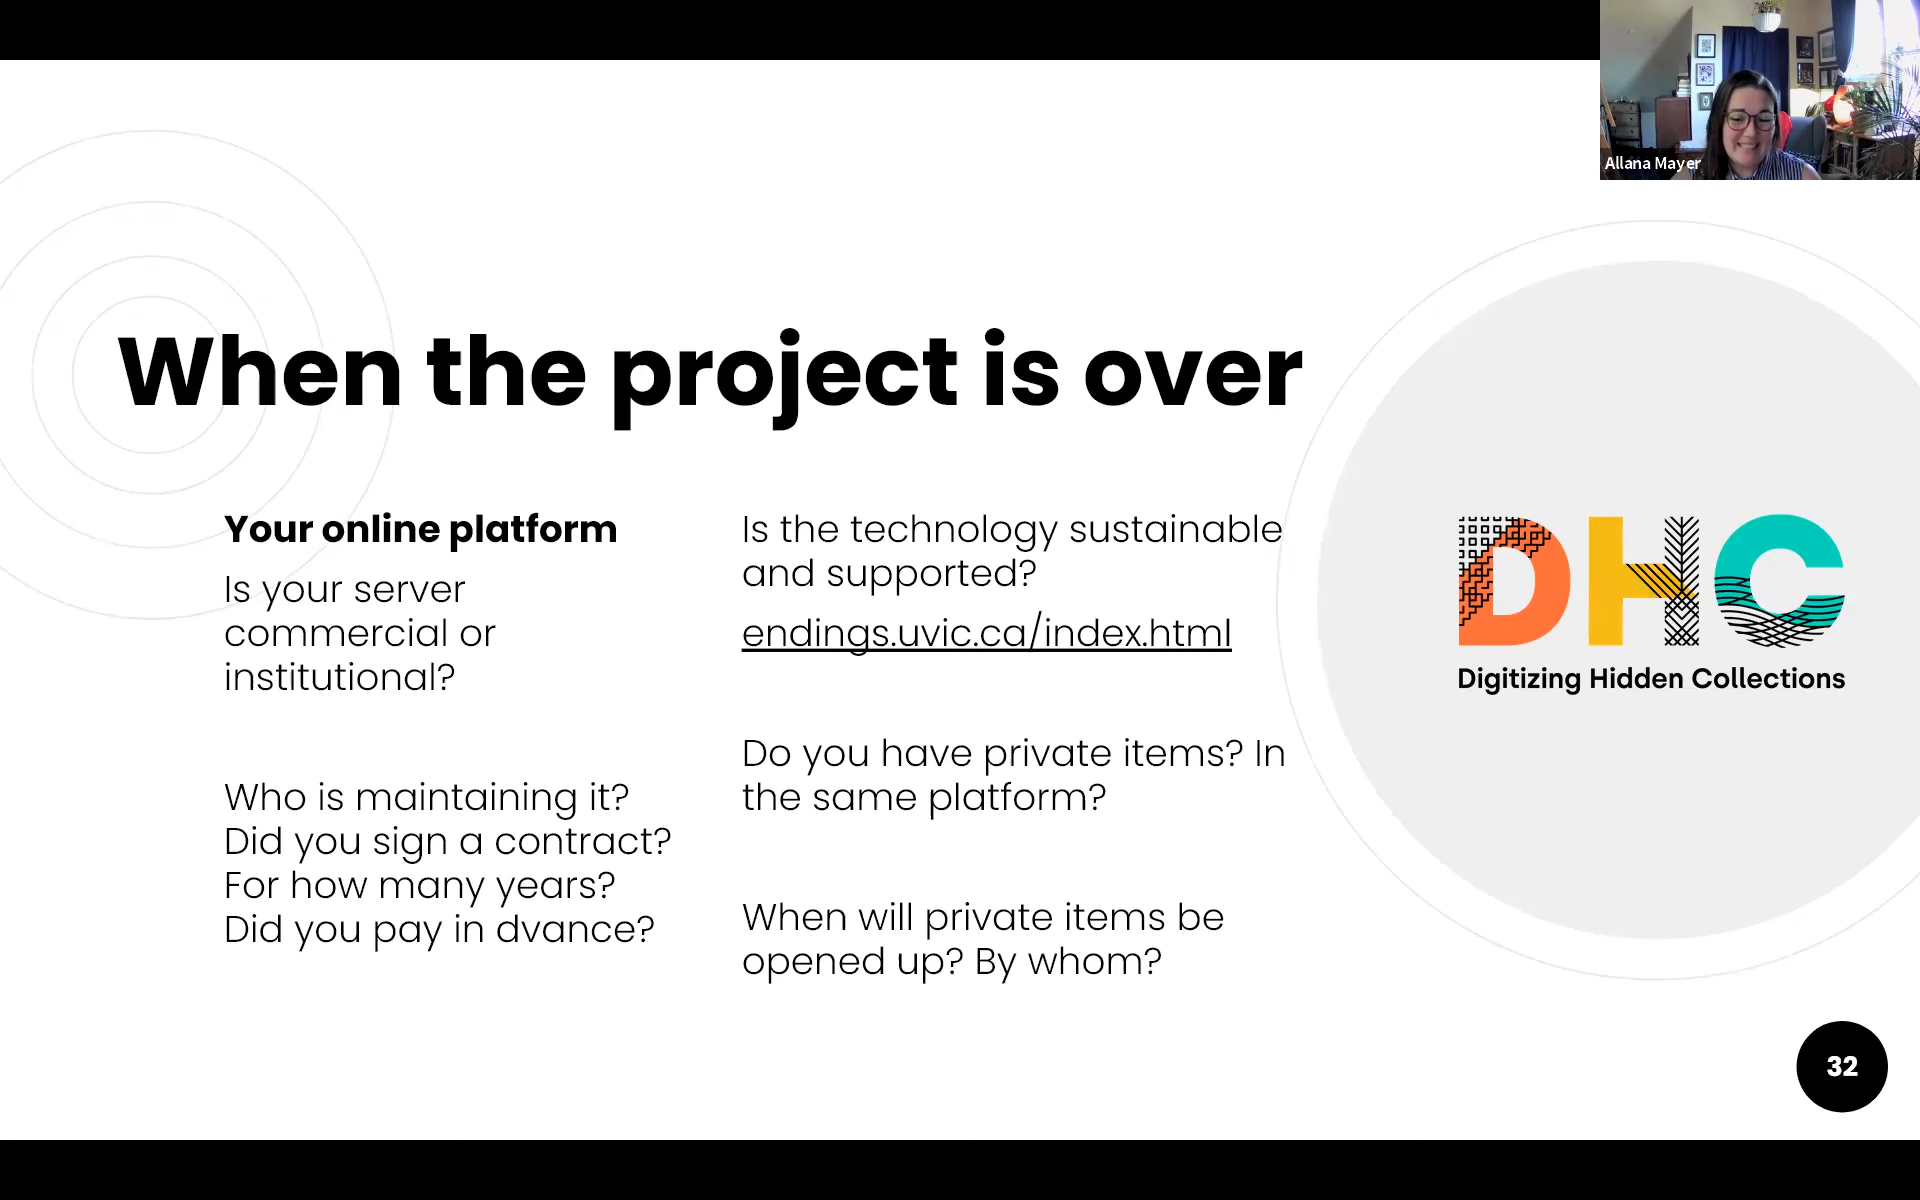 Allana Mayer
When the project is over
Your online platform
Is your server
commercial or
institutional?
Who is maintaining it?
Did you sign a contract?
For how many years?
Did you pay in dvance?
Is the technology sustainable
and supported?
endings.uvic.ca/index.html
Do you have private items? In
the same platform?
When will private items be
opened up? By whom?
DHC
Digitizing Hidden Collections
32